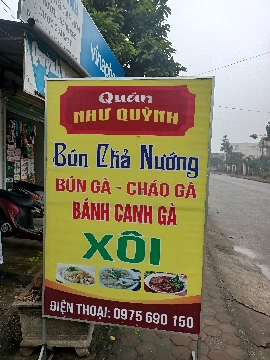 vinaphone
Quán
NHƯ QUỲNH
Bún Chả Nướng
BÚN GÀ - CHÁO GÀ
BÁNH CANH GÀ
XÔI
ĐIỆN THOẠI: 0975 690 150